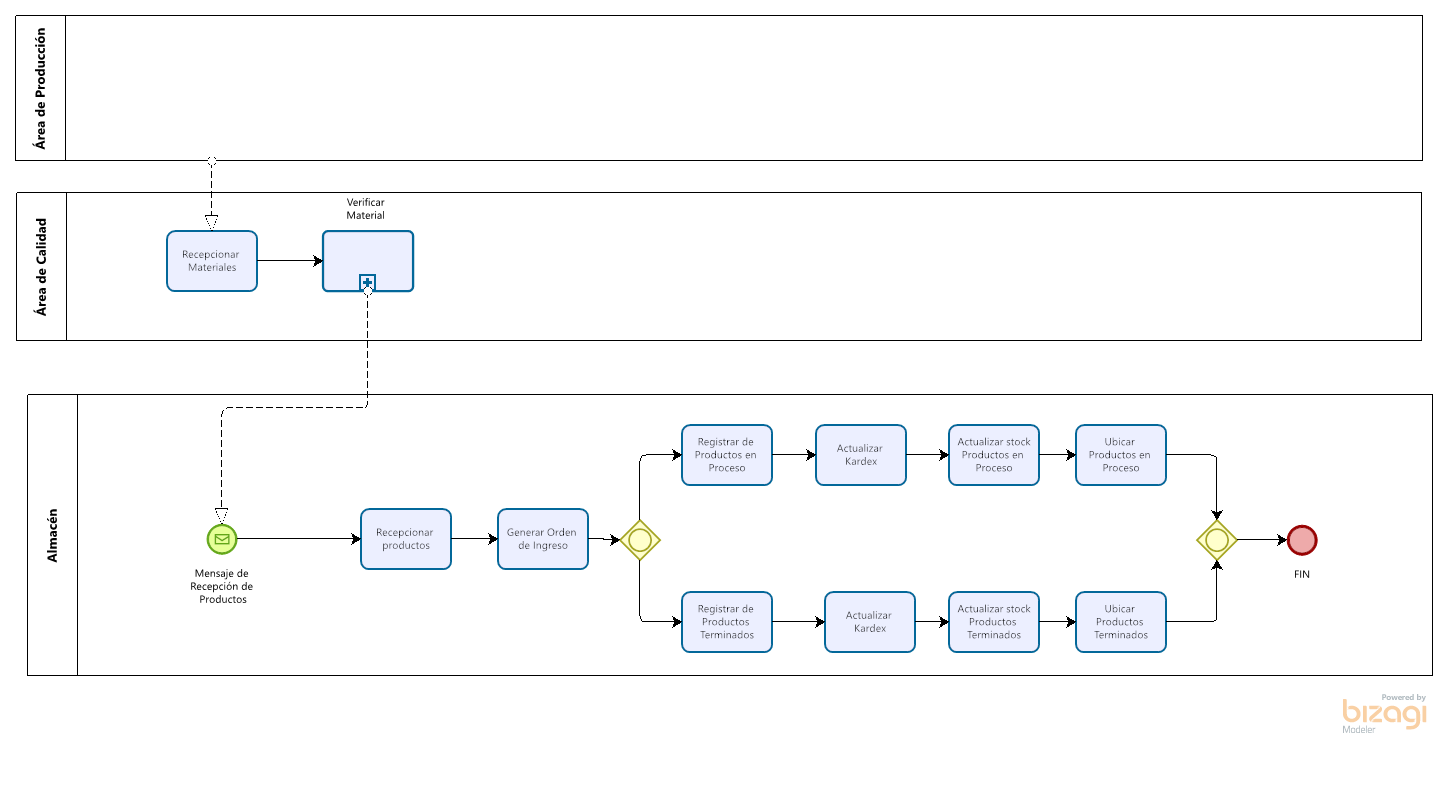 Área de Producción
Área de Calidad
Verificar
Material
Recepcionar
Materiales
Almacén
Mensaje de
Recepción de
Productos
Recepcionar
productos
Generar Orden
de Ingreso
Registrar de
Productos en
Proceso
Actualizar
Kardex
Actualizar stock
Productos en
Proceso
Ubicar
Productos en
Proceso
Registrar de
Productos
Terminados
Actualizar
Kardex
Actualizar stock
Productos
Terminados
Ubicar
Productos
Terminados
FIN
Powered by
bizagi
Modeler